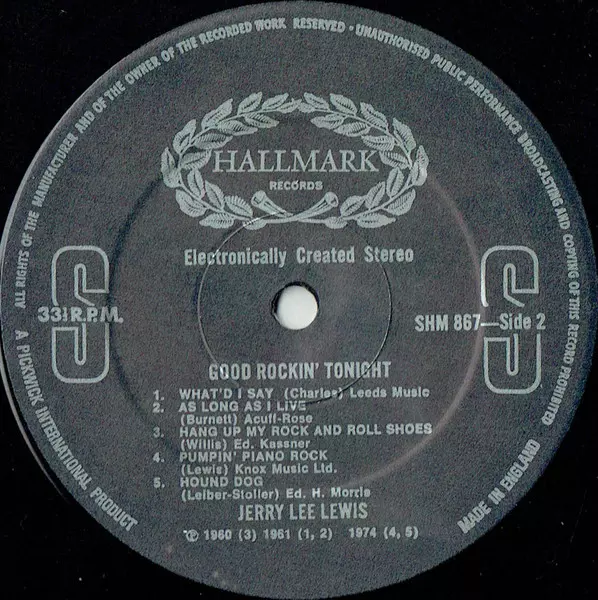 ALL RIGHTS OF THE MANUFACTURER AND OF THE OWNER OF THE RECORDED WORK RESERVED · UNAUTHORISED PUBLIC PERFORMANCE BROADCASTING AND COPYING OF THIS RECORD PROHIBITED
HALLMARK
RECORDS
Electronically Created Stereo
S
S
33⅓ R.P.M.
SHM 867—Side 2
GOOD ROCKIN' TONIGHT
1. WHAT'D I SAY (Charles) Leeds Music
2. AS LONG AS I LIVE
(Burnett) Acuff-Rose
3. HANG UP MY ROCK AND ROLL SHOES
(Willis) Ed. Kassner
4. PUMPIN' PIANO ROCK
(Lewis) Knox Music Ltd.
5. HOUND DOG
(Leiber-Stoller) Ed. H. Morris
JERRY LEE LEWIS
℗ 1960 (3) 1961 (1, 2) 1974 (4, 5)
A PICKWICK INTERNATIONAL PRODUCT
MADE IN ENGLAND